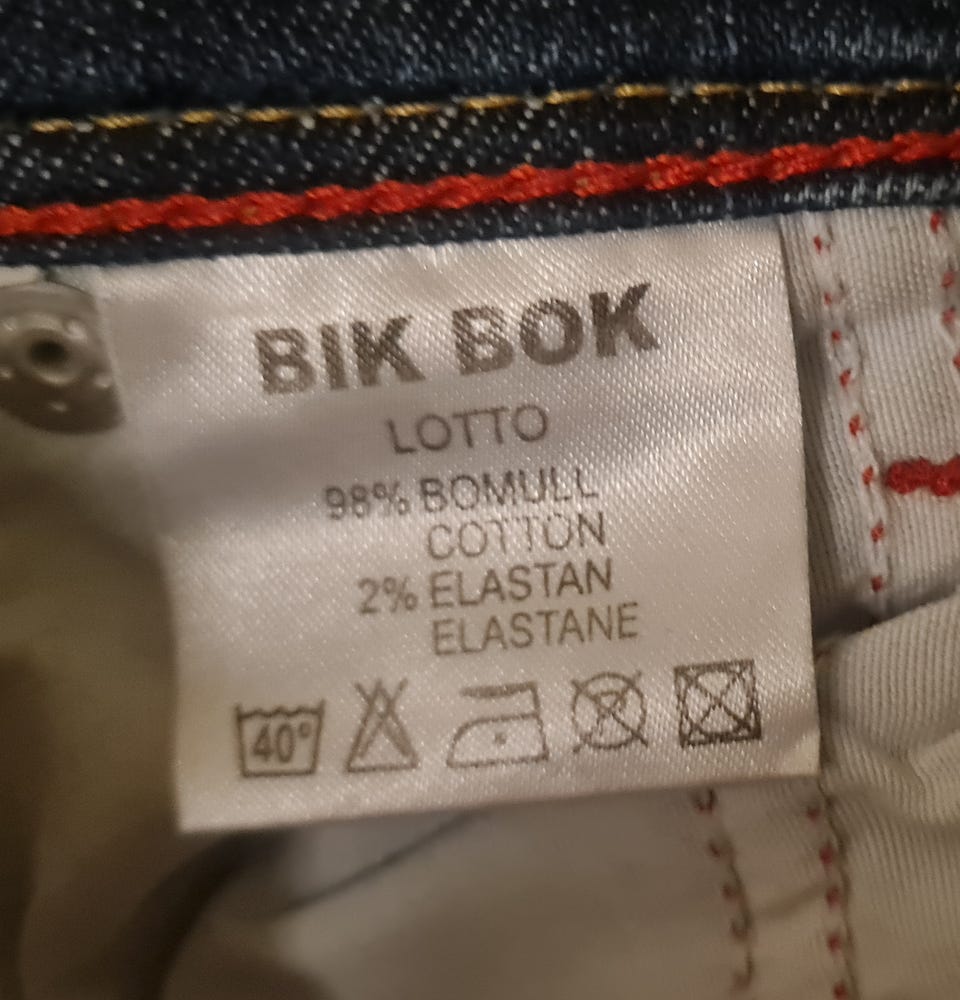 BIK BOK
LOTTO
98% BOMULL
COTTON
2% ELASTAN
ELASTANE
40°